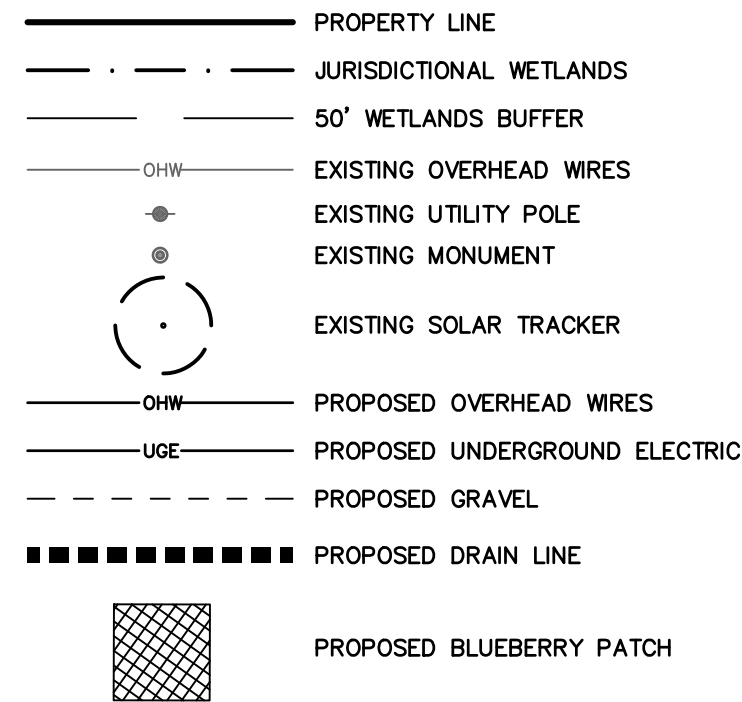 PROPERTY LINE
JURISDICTIONAL WETLANDS
50' WETLANDS BUFFER
OHW EXISTING OVERHEAD WIRES
EXISTING UTILITY POLE
EXISTING MONUMENT
EXISTING SOLAR TRACKER
OHW PROPOSED OVERHEAD WIRES
UGE PROPOSED UNDERGROUND ELECTRIC
PROPOSED GRAVEL
PROPOSED DRAIN LINE
PROPOSED BLUEBERRY PATCH